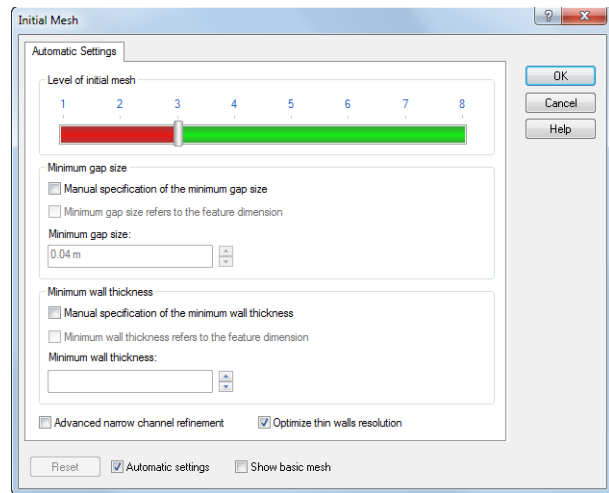 Initial Mesh
?
Automatic Settings
Level of initial mesh
1 2 3 4 5 6 7 8
OK
Cancel
Help
Minimum gap size
Manual specification of the minimum gap size
Minimum gap size refers to the feature dimension
Minimum gap size:
0.04 m
Minimum wall thickness
Manual specification of the minimum wall thickness
Minimum wall thickness refers to the feature dimension
Minimum wall thickness:
Advanced narrow channel refinement Optimize thin walls resolution
Reset Automatic settings Show basic mesh